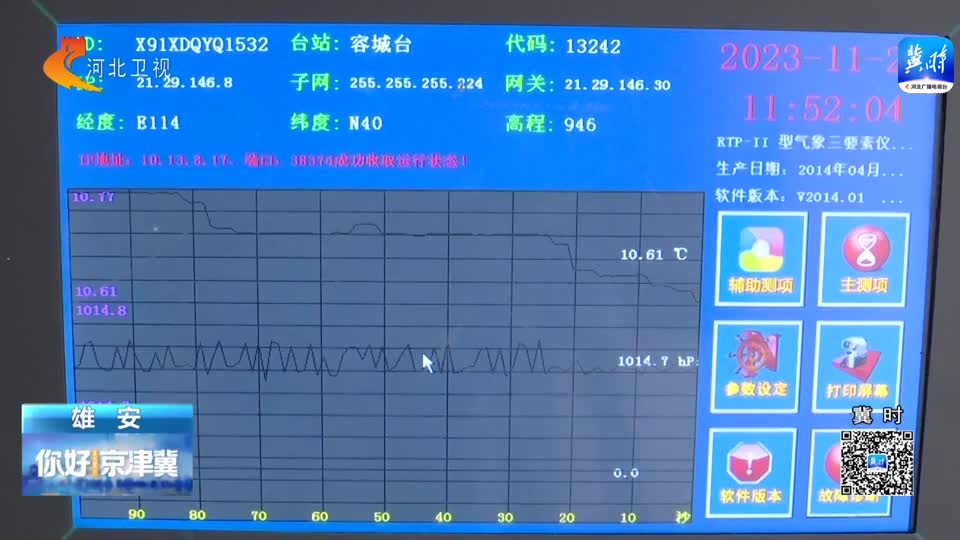 ID: X91XDQYQ1532 台站: 容城台 代码: 13242
河北卫视
21.29.146.8 子网: 255.255.255.224 网关: 21.29.146.30
经度: E114 纬度: N40 高程: 946
IP地址: 10.13.8.17、端口: 38374成功收取运行状态!
2023-11-2
11:52:04
冀时
河北广播电视台
RTP-II 型气象三要素仪...
生产日期: 2014年04月...
软件版本: V2014.01 ...
10.77
10.61 ℃
10.61
1014.8
1014.7 hPa
0.0
90 80 70 60 50 40 30 20 10 秒
辅助测项
主测项
参数设定
打印屏幕
软件版本
故障诊断
雄安
你好!京津冀
冀时